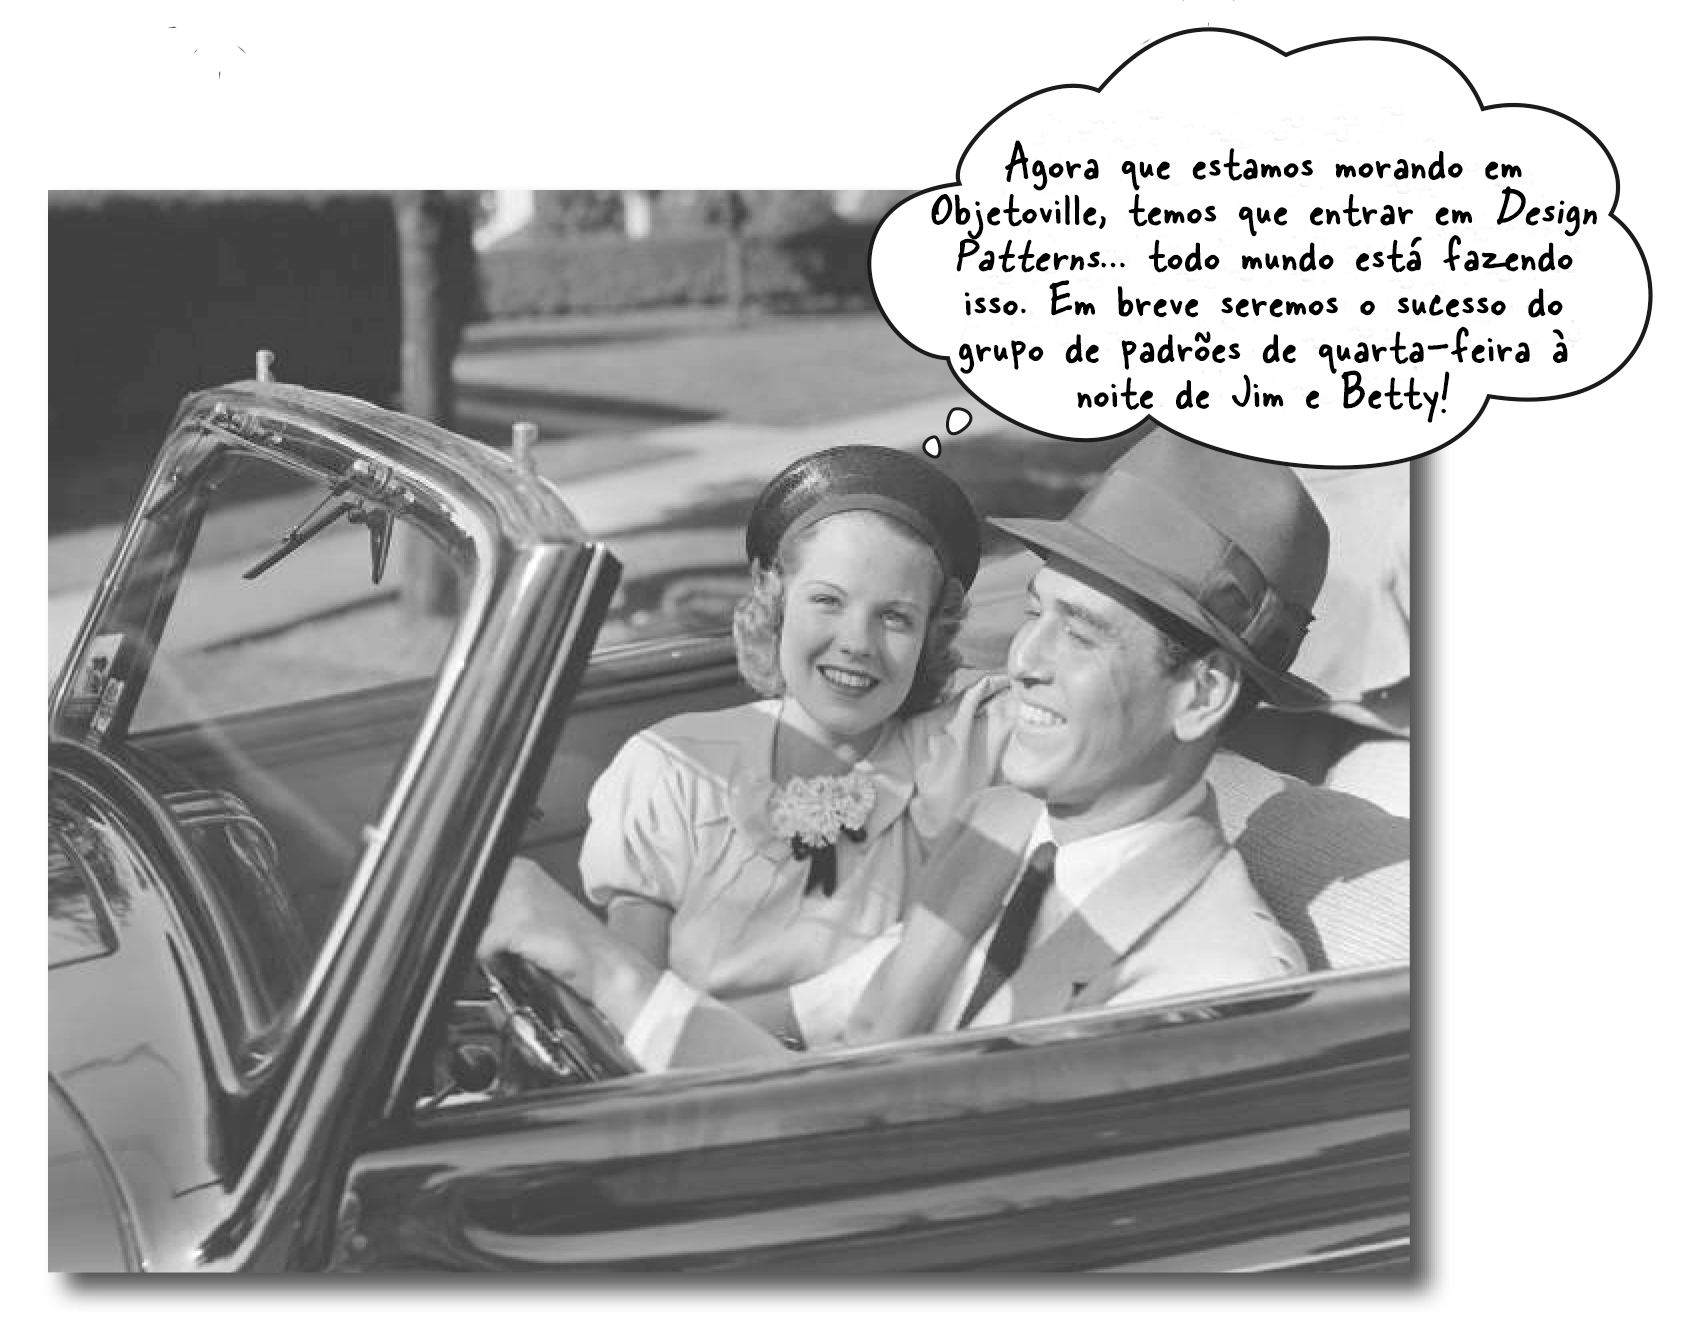 Agora que estamos morando em
Objetoville, temos que entrar em Design
Patterns... todo mundo está fazendo
isso. Em breve seremos o sucesso do
grupo de padrões de quarta-feira à
noite de Jim e Betty!